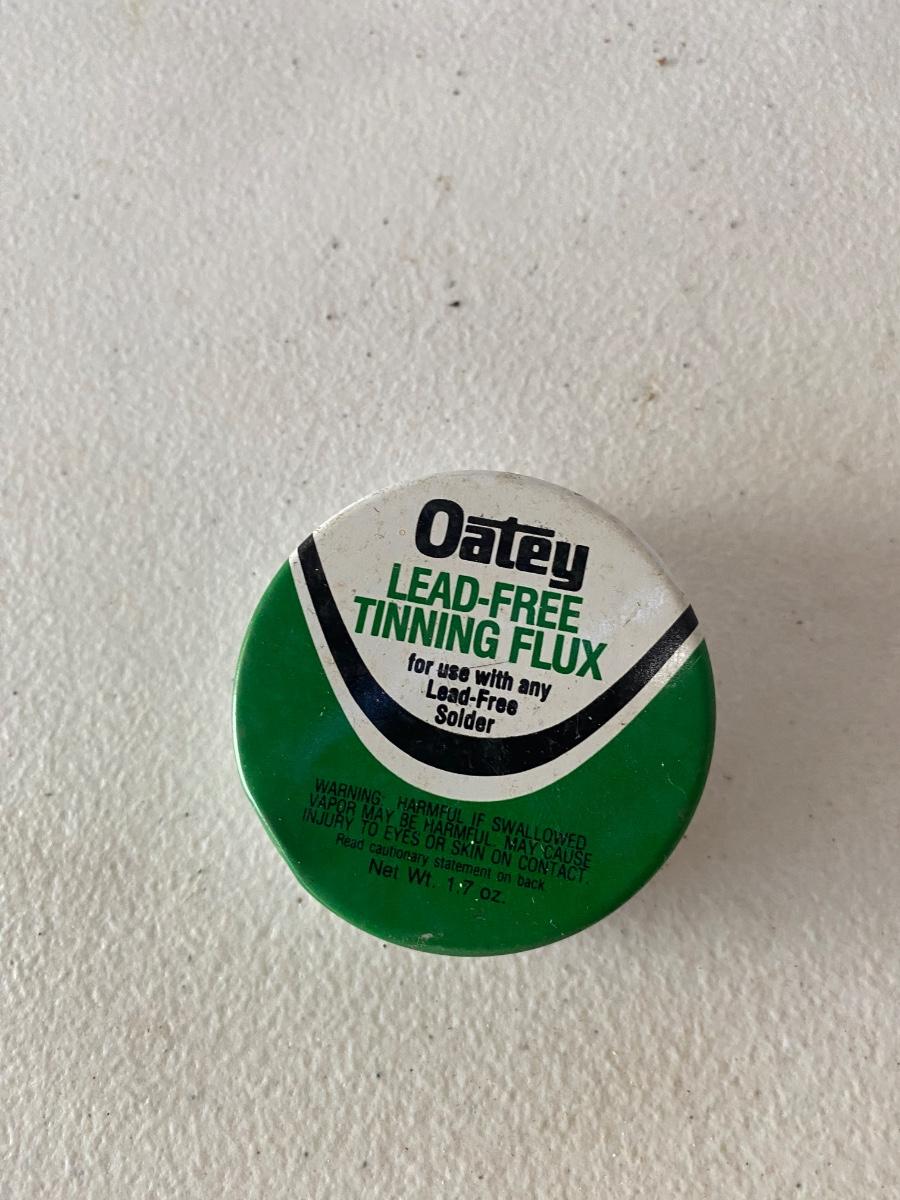 Oatey
LEAD-FREE
TINNING FLUX
for use with any
Lead-Free
Solder
WARNING: HARMFUL IF SWALLOWED.
VAPOR MAY BE HARMFUL. MAY CAUSE
INJURY TO EYES OR SKIN ON CONTACT.
Read cautionary statement on back
Net Wt. 1.7 oz.